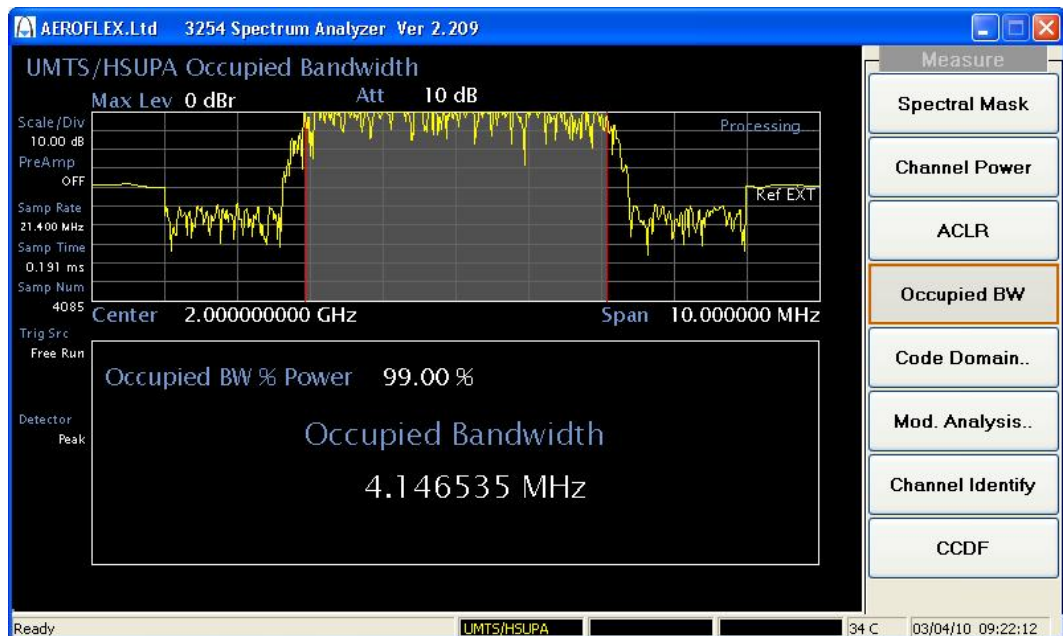 AEROFLEX.Ltd 3254 Spectrum Analyzer Ver 2.209
UMTS/HSUPA Occupied Bandwidth
Max Lev 0 dBr Att 10 dB
Scale/Div
10.00 dB
PreAmp
OFF
Samp Rate
21.400 MHz
Samp Time
0.191 ms
Samp Num
4085
Trig Src
Free Run
Detector
Peak
Processing...
Ref EXT
Center 2.000000000 GHz Span 10.000000 MHz
Occupied BW % Power 99.00 %
Occupied Bandwidth
4.146535 MHz
Measure
Spectral Mask
Channel Power
ACLR
Occupied BW
Code Domain..
Mod. Analysis..
Channel Identify
CCDF
Ready UMTS/HSUPA 34 C 03/04/10 09:22:12